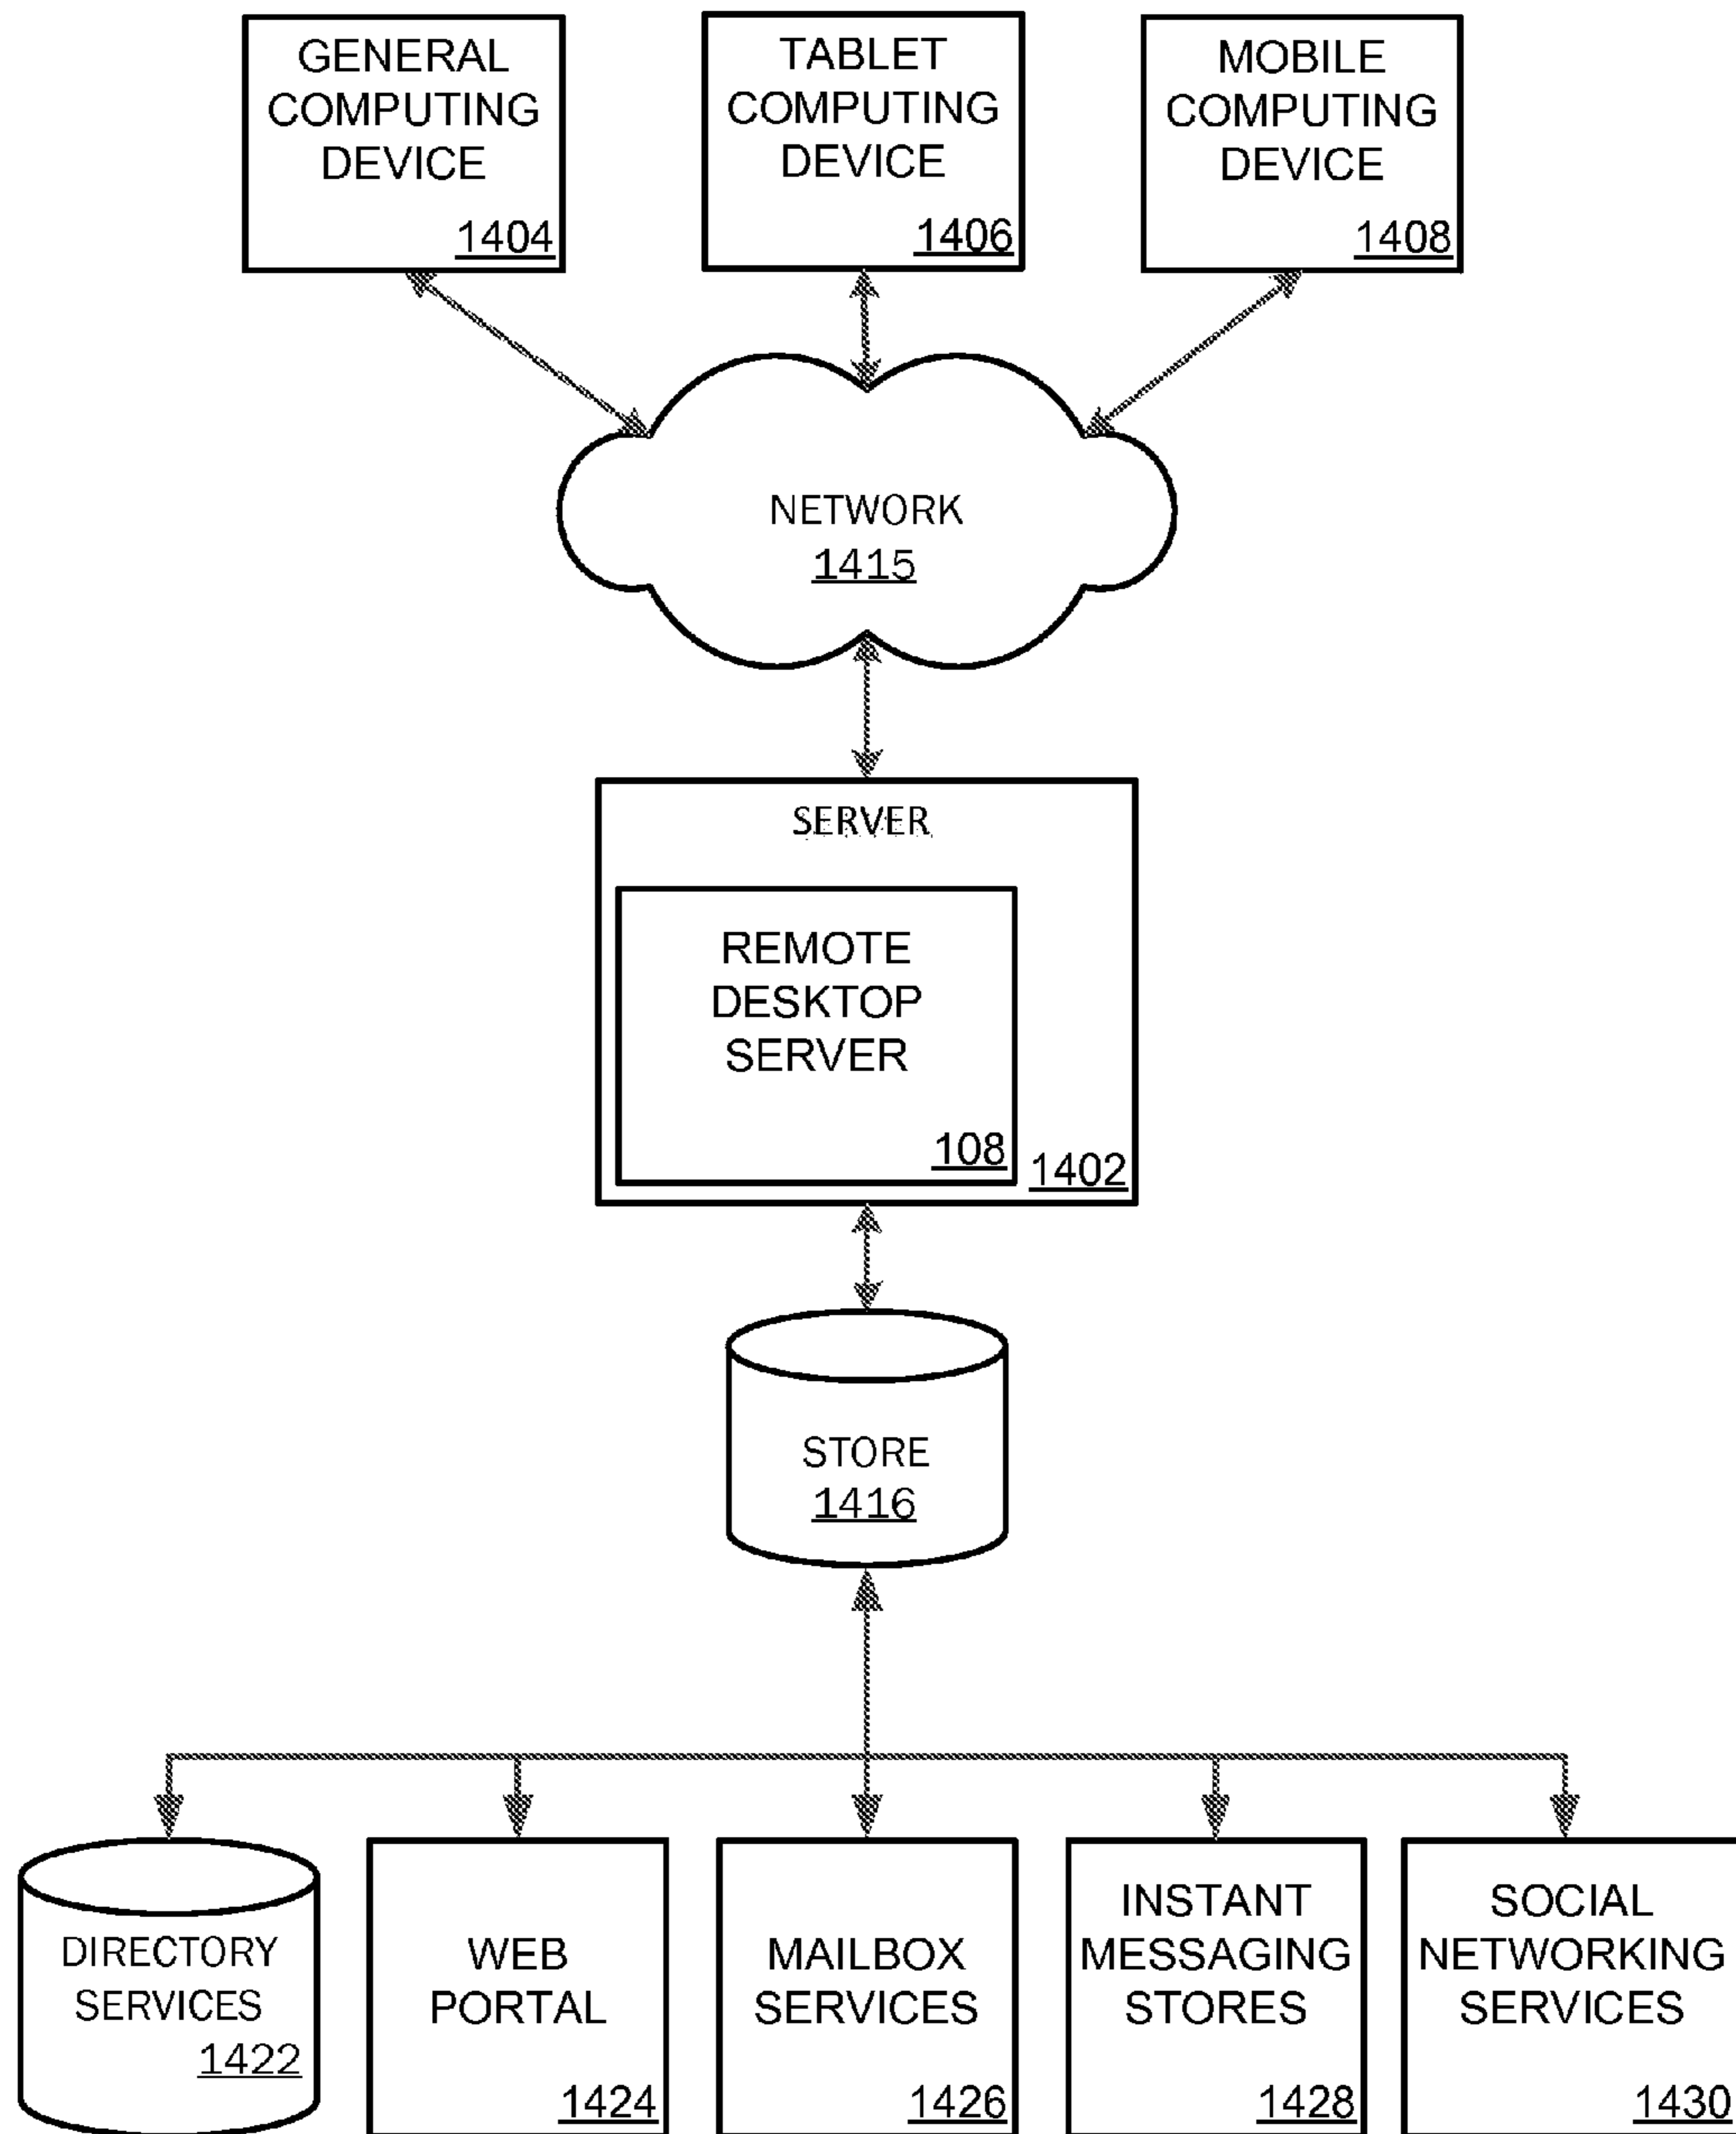 GENERAL
COMPUTING
DEVICE
1404
TABLET
COMPUTING
DEVICE
1406
MOBILE
COMPUTING
DEVICE
1408
NETWORK
1415
SERVER
REMOTE
DESKTOP
SERVER
108
1402
STORE
1416
DIRECTORY
SERVICES
1422
WEB
PORTAL
1424
MAILBOX
SERVICES
1426
INSTANT
MESSAGING
STORES
1428
SOCIAL
NETWORKING
SERVICES
1430